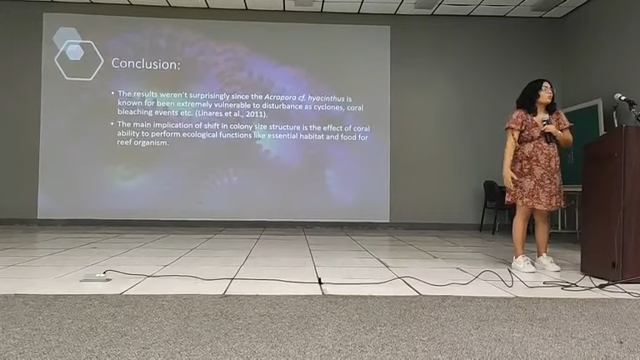 Conclusion:
• The results weren't surprisingly since the Acropora cf. hyacinthus is
known for been extremely vulnerable to disturbance as cyclones, coral
bleaching events etc. (Linares et al., 2011).
• The main implication of shift in colony size structure is the effect of coral
ability to perform ecological functions like essential habitat and food for
reef organism.